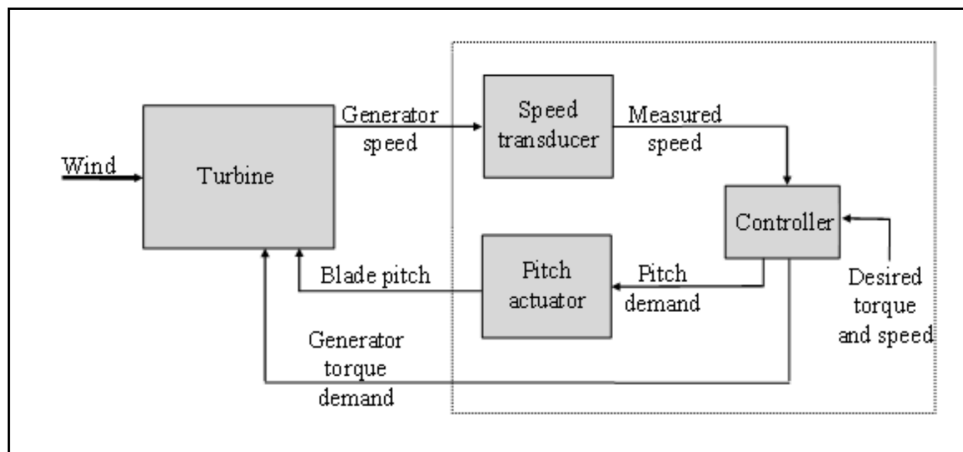 Wind
Turbine
Generator
speed
Speed
transducer
Measured
speed
Controller
Desired
torque
and speed
Pitch
demand
Pitch
actuator
Blade pitch
Generator
torque
demand